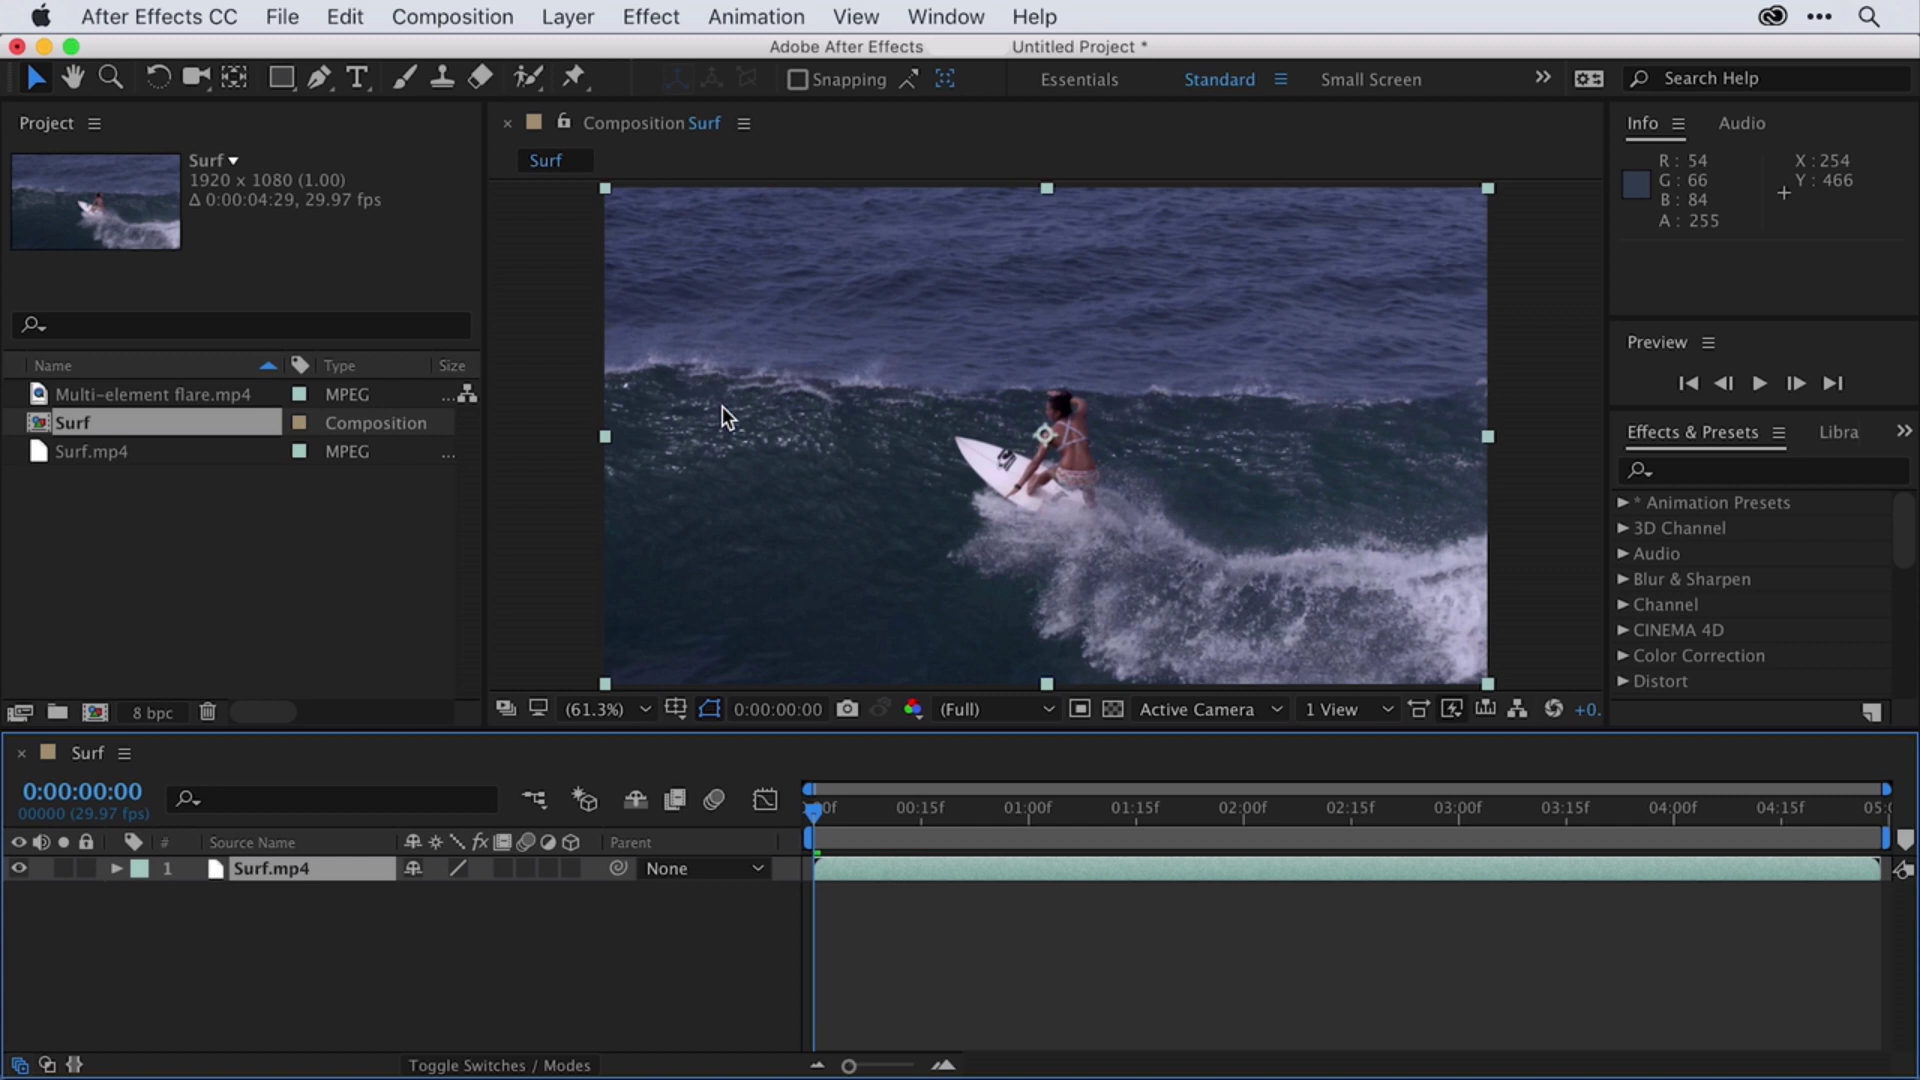 After Effects CC File Edit Composition Layer Effect Animation View Window Help
Adobe After Effects Untitled Project *
Snapping Essentials Standard Small Screen Search Help
Project
Surf
1920 x 1080 (1.00)
Δ 0:00:04:29, 29.97 fps
Name Type Size
Multi-element flare.mp4 MPEG ...
Surf Composition
Surf.mp4 MPEG ...
8 bpc
Composition Surf
Surf
(61.3%) 0:00:00:00 (Full) Active Camera 1 View +0.
Info Audio
R : 54 X : 254
G : 66 Y : 466
B : 84
A : 255
Preview
Effects & Presets Libra
* Animation Presets
3D Channel
Audio
Blur & Sharpen
Channel
CINEMA 4D
Color Correction
Distort
Surf
0:00:00:00
00000 (29.97 fps)
00f 00:15f 01:00f 01:15f 02:00f 02:15f 03:00f 03:15f 04:00f 04:15f 05:0
# Source Name fx Parent
1 Surf.mp4 None
Toggle Switches / Modes